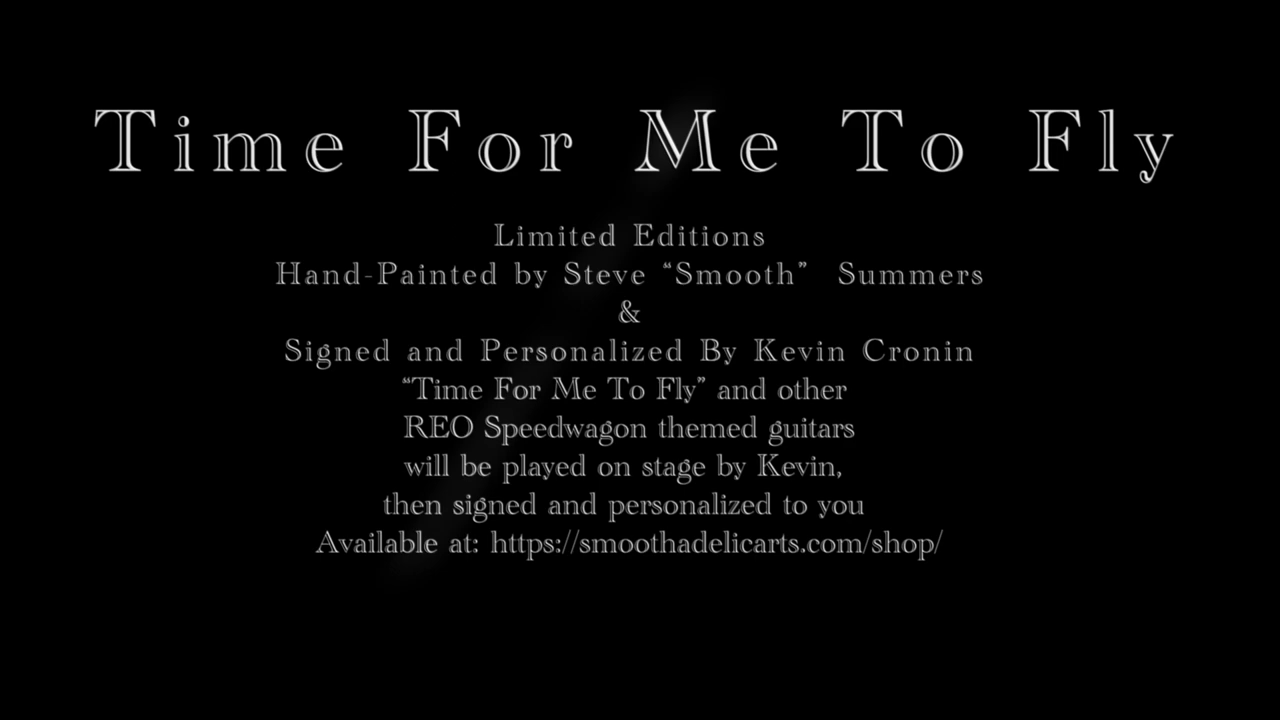 Time For Me To Fly
Limited Editions
Hand-Painted by Steve “Smooth” Summers
&
Signed and Personalized By Kevin Cronin
“Time For Me To Fly” and other
REO Speedwagon themed guitars
will be played on stage by Kevin,
then signed and personalized to you
Available at: https://smoothadelicarts.com/shop/